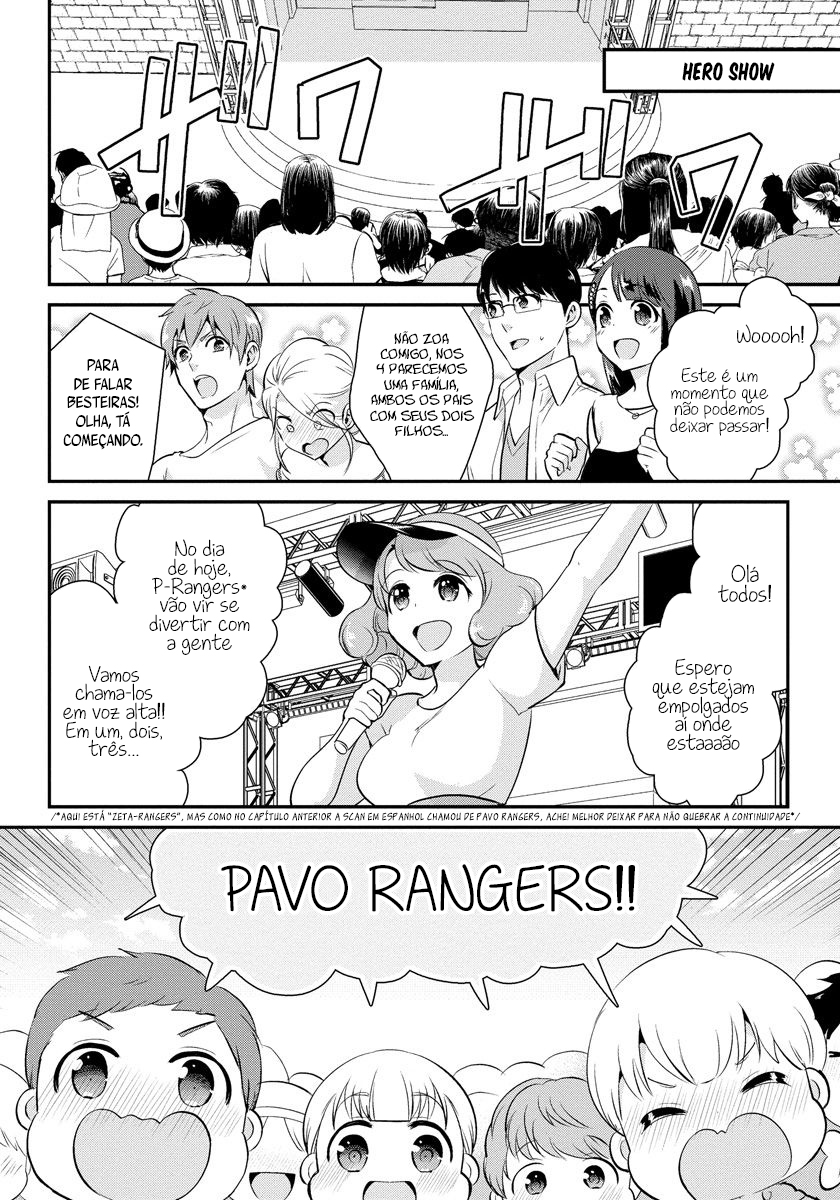 HERO SHOW
ザワ
ザワ
WOOOOH!
ESTE É UM
MOMENTO QUE
NÃO PODEMOS
DEIXAR PASSAR!
NÃO ZOA
COMIGO, NOS
4 PARECEMOS
UMA FAMÍLIA,
AMBOS OS PAIS
COM SEUS DOIS
FILHOS...
PARA
DE FALAR
BESTEIRAS!
OLHA, TÁ
COMEÇANDO.
Olá
todos!
Espero
que estejam
empolgados
aí onde
estaaaão
No dia
de hoje,
P-Rangers*
vão vir se
divertir com
a gente
Vamos
chama-los
em voz alta!!
Em um, dois,
três...
/*AQUI ESTÁ "ZETA-RANGERS", MAS COMO NO CAPÍTULO ANTERIOR A SCAN EM ESPANHOL CHAMOU DE PAVO RANGERS, ACHEI MELHOR DEIXAR PARA NÃO QUEBRAR A CONTINUIDADE*/
PAVO RANGERS!!